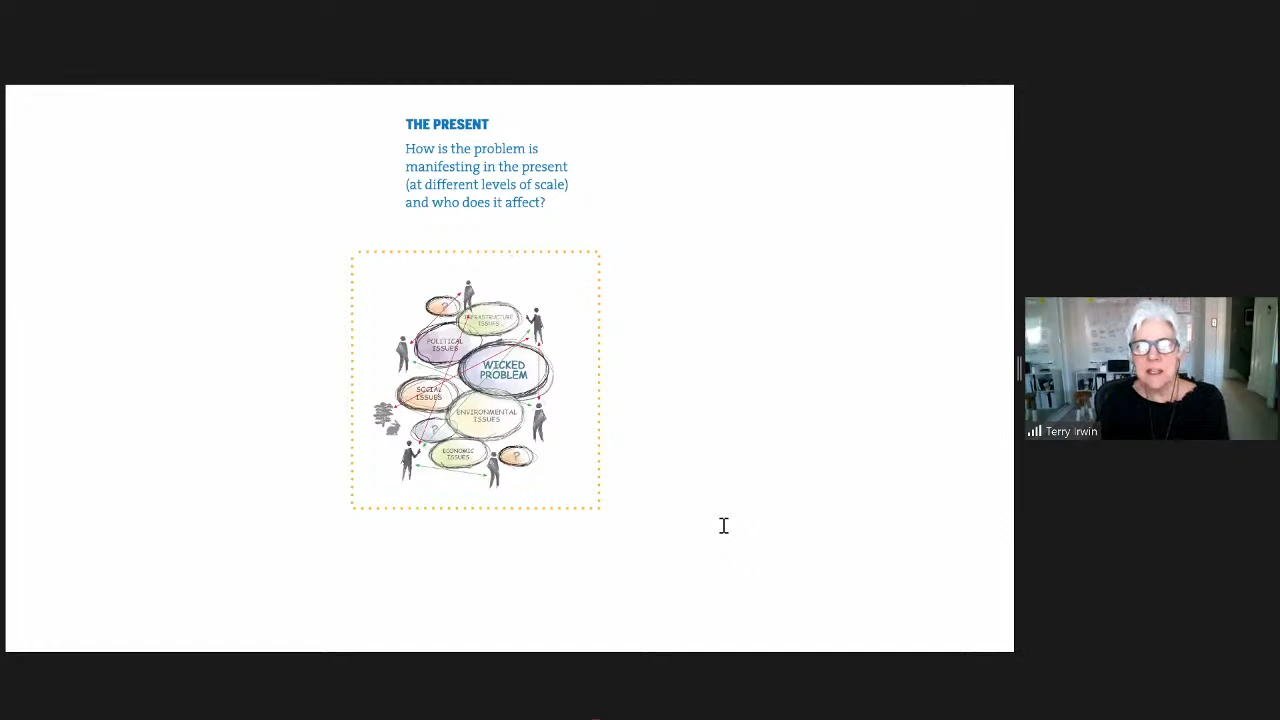 THE PRESENT
How is the problem is
manifesting in the present
(at different levels of scale)
and who does it affect?
?
INFRASTRUCTURE
ISSUES
POLITICAL
ISSUES
WICKED
PROBLEM
SOCIAL
ISSUES
ENVIRONMENTAL
ISSUES
?
ECONOMIC
ISSUES
?
Terry Irwin